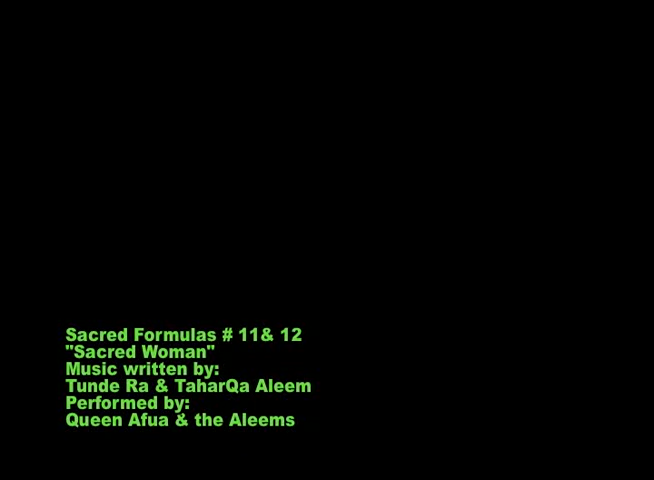 Sacred Formulas # 11& 12
"Sacred Woman"
Music written by:
Tunde Ra & TaharQa Aleem
Performed by:
Queen Afua & the Aleems